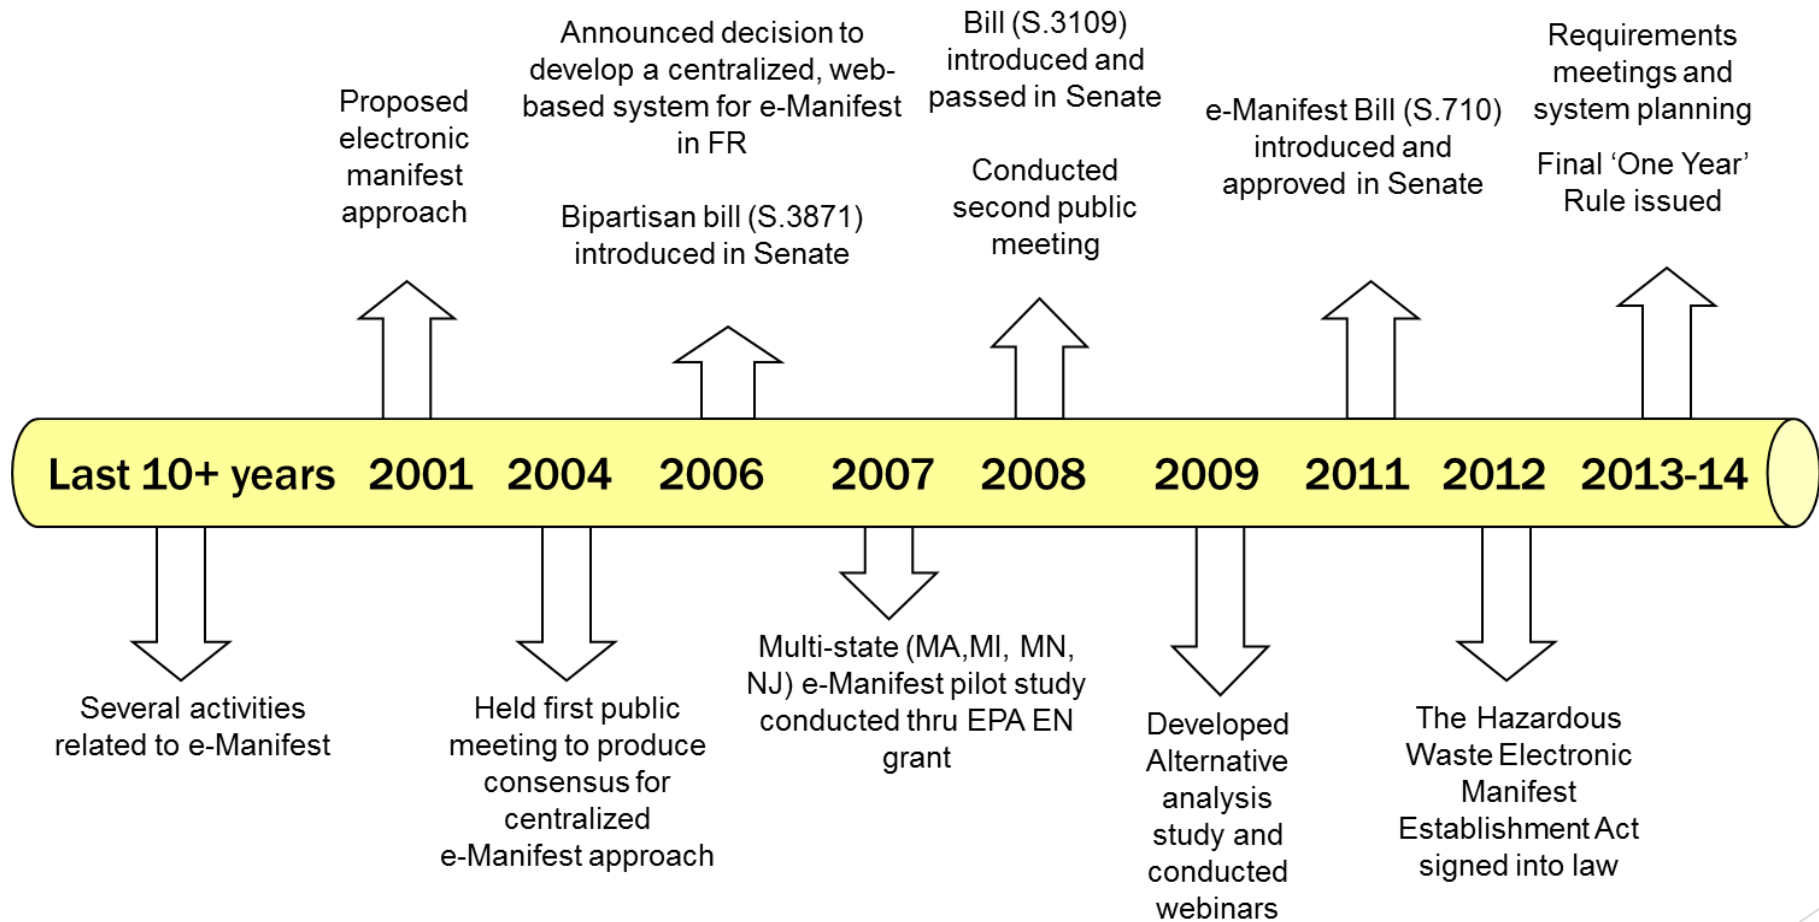 Proposed
electronic
manifest
approach
Announced decision to
develop a centralized, web-
based system for e-Manifest
in FR
Bipartisan bill (S.3871)
introduced in Senate
Bill (S.3109)
introduced and
passed in Senate
Conducted
second public
meeting
e-Manifest Bill (S.710)
introduced and
approved in Senate
Requirements
meetings and
system planning
Final ‘One Year’
Rule issued
Last 10+ years 2001 2004 2006 2007 2008 2009 2011 2012 2013-14
Several activities
related to e-Manifest
Held first public
meeting to produce
consensus for
centralized
e-Manifest approach
Multi-state (MA,MI, MN,
NJ) e-Manifest pilot study
conducted thru EPA EN
grant
Developed
Alternative
analysis
study and
conducted
webinars
The Hazardous
Waste Electronic
Manifest
Establishment Act
signed into law